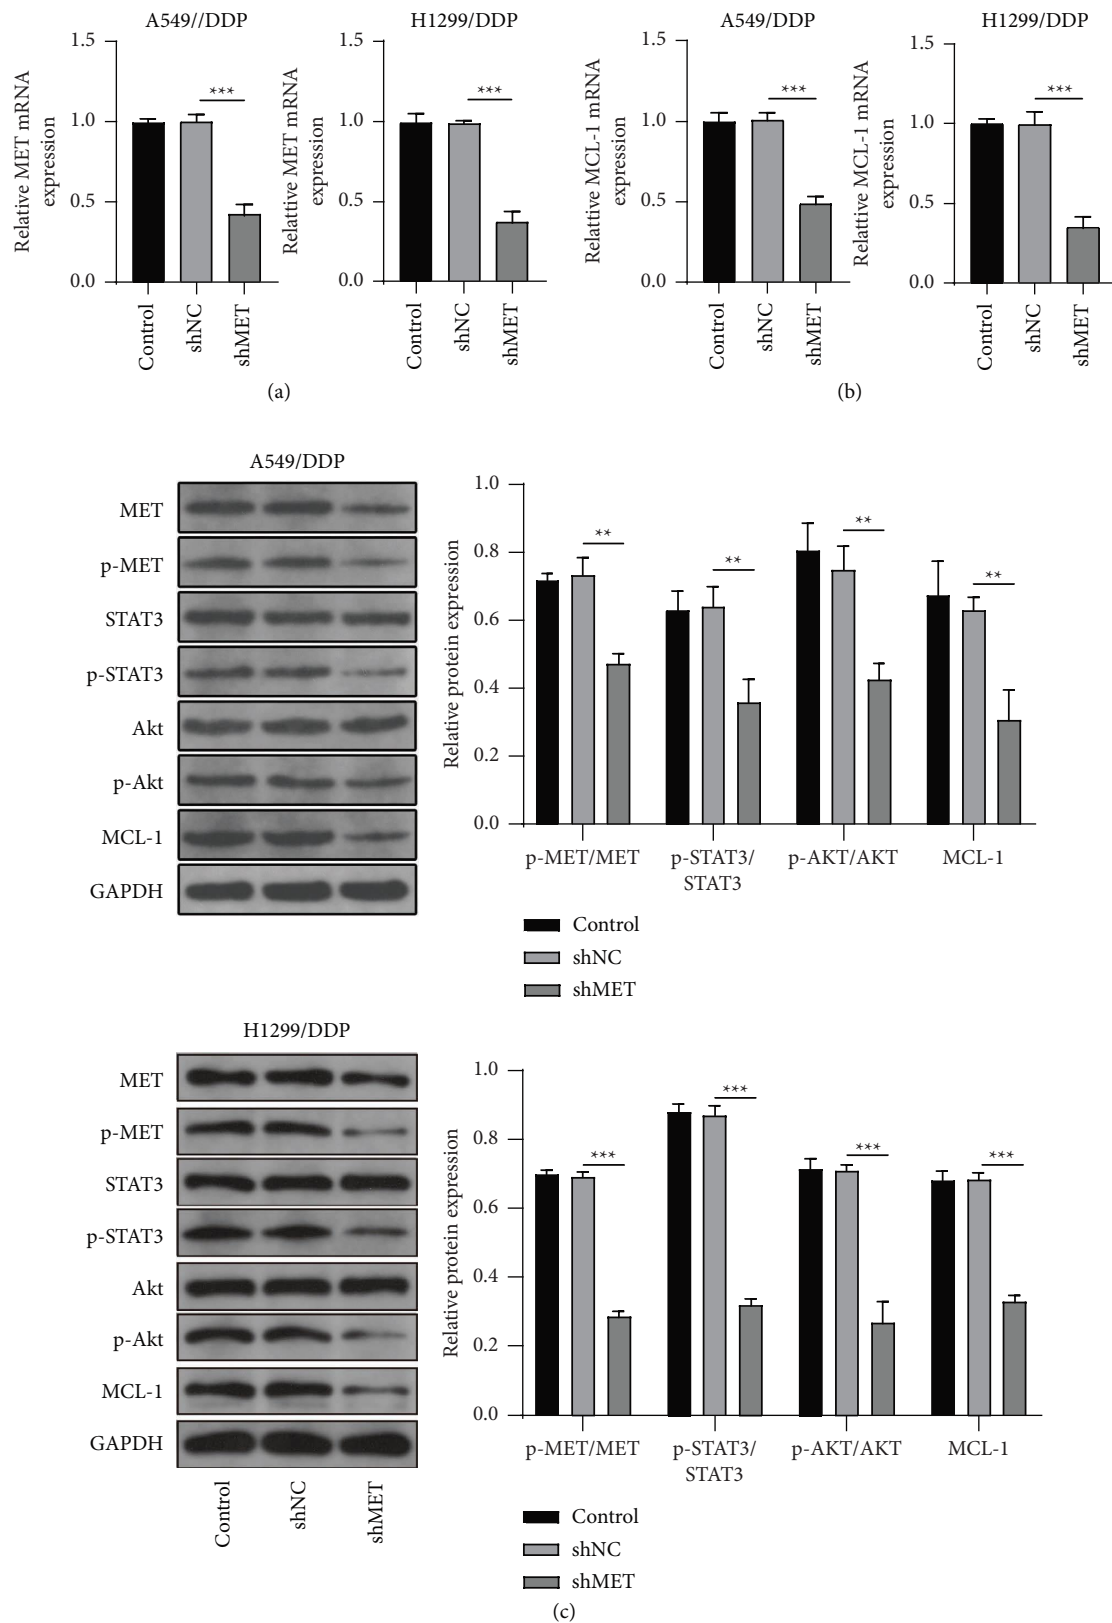 A549//DDP
1.5
1.0
0.5
0.0
Relative MET mRNA
expression
***
Control
shNC
shMET
H1299/DDP
1.5
1.0
0.5
0.0
Relattive MET mRNA
expression
***
Control
shNC
shMET
(a)
A549/DDP
1.5
1.0
0.5
0.0
Relattive MCL-1 mRNA
expression
***
Control
shNC
shMET
H1299/DDP
1.5
1.0
0.5
0.0
Relattive MCL-1 mRNA
expression
***
Control
shNC
shMET
(b)
A549/DDP
MET
p-MET
STAT3
p-STAT3
Akt
p-Akt
MCL-1
GAPDH
1.0
0.8
0.6
0.4
0.2
0.0
Relative protein expression
**
**
**
**
p-MET/MET
p-STAT3/
STAT3
p-AKT/AKT
MCL-1
Control
shNC
shMET
H1299/DDP
MET
p-MET
STAT3
p-STAT3
Akt
p-Akt
MCL-1
GAPDH
Control
shNC
shMET
1.0
0.8
0.6
0.4
0.2
0.0
Relative protein expression
***
***
***
***
p-MET/MET
p-STAT3/
STAT3
p-AKT/AKT
MCL-1
Control
shNC
shMET
(c)